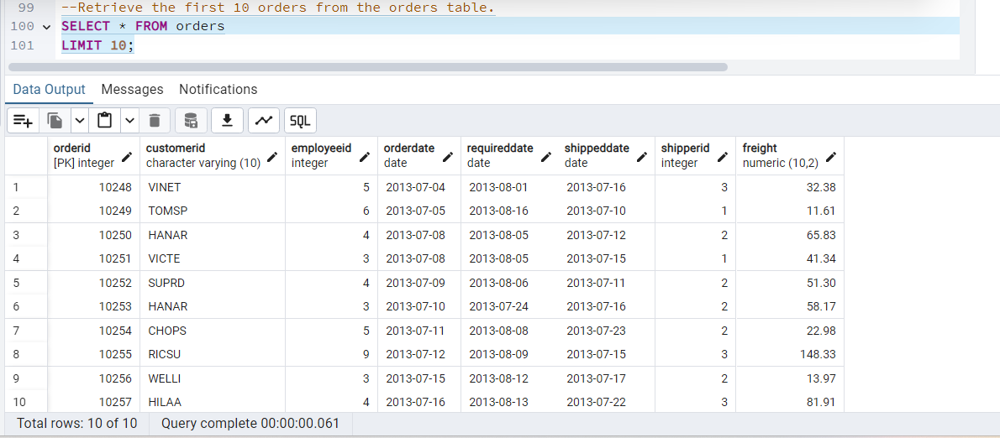 99 --Retrieve the first 10 orders from the orders table.
100 SELECT * FROM orders
101 LIMIT 10;
Data Output Messages Notifications
SQL
orderid customerid employeeid orderdate requireddate shippeddate shipperid freight
[PK] integer character varying (10) integer date date date integer numeric (10,2)
1 10248 VINET 5 2013-07-04 2013-08-01 2013-07-16 3 32.38
2 10249 TOMSP 6 2013-07-05 2013-08-16 2013-07-10 1 11.61
3 10250 HANAR 4 2013-07-08 2013-08-05 2013-07-12 2 65.83
4 10251 VICTE 3 2013-07-08 2013-08-05 2013-07-15 1 41.34
5 10252 SUPRD 4 2013-07-09 2013-08-06 2013-07-11 2 51.30
6 10253 HANAR 3 2013-07-10 2013-07-24 2013-07-16 2 58.17
7 10254 CHOPS 5 2013-07-11 2013-08-08 2013-07-23 2 22.98
8 10255 RICSU 9 2013-07-12 2013-08-09 2013-07-15 3 148.33
9 10256 WELLI 3 2013-07-15 2013-08-12 2013-07-17 2 13.97
10 10257 HILAA 4 2013-07-16 2013-08-13 2013-07-22 3 81.91
Total rows: 10 of 10 Query complete 00:00:00.061